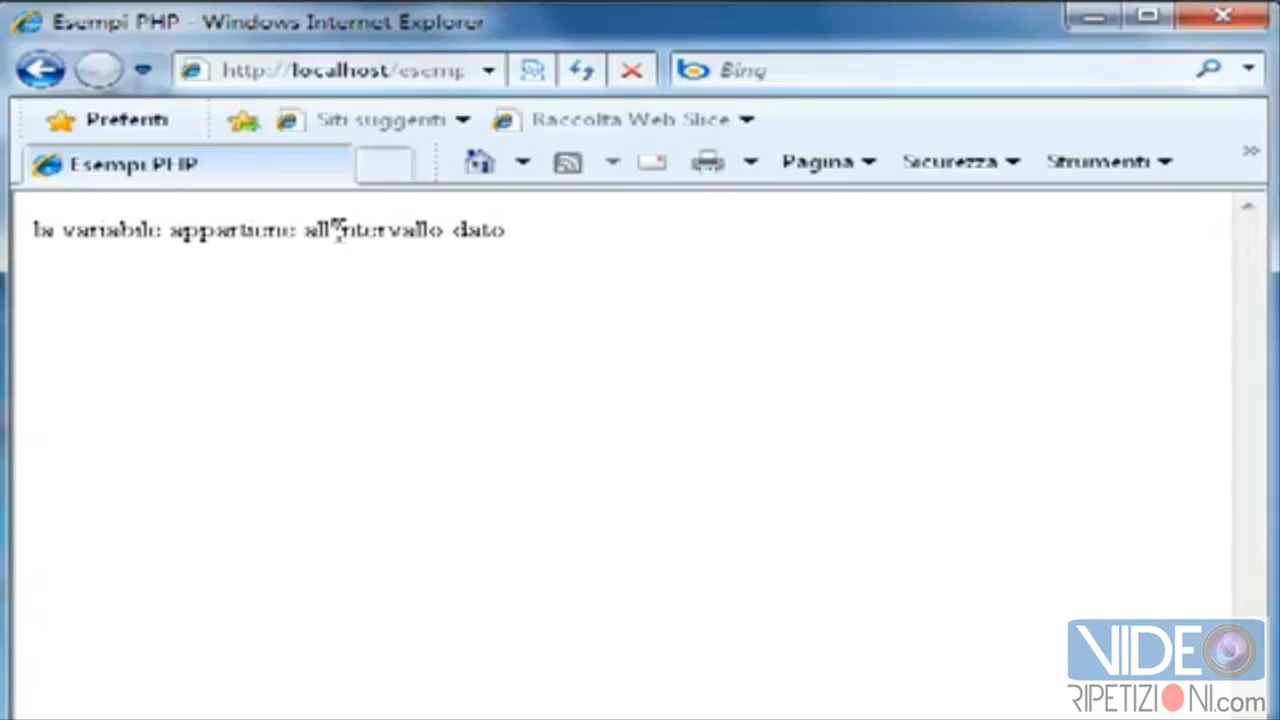 Esempi PHP - Windows Internet Explorer
http://localhost/esemp
Bing
Preferiti
Siti suggeriti
Raccolta Web Slice
Esempi PHP
Pagina
Sicurezza
Strumenti
la variabile appartiene all'intervallo dato
VIDEO
RIPETIZIONI.com